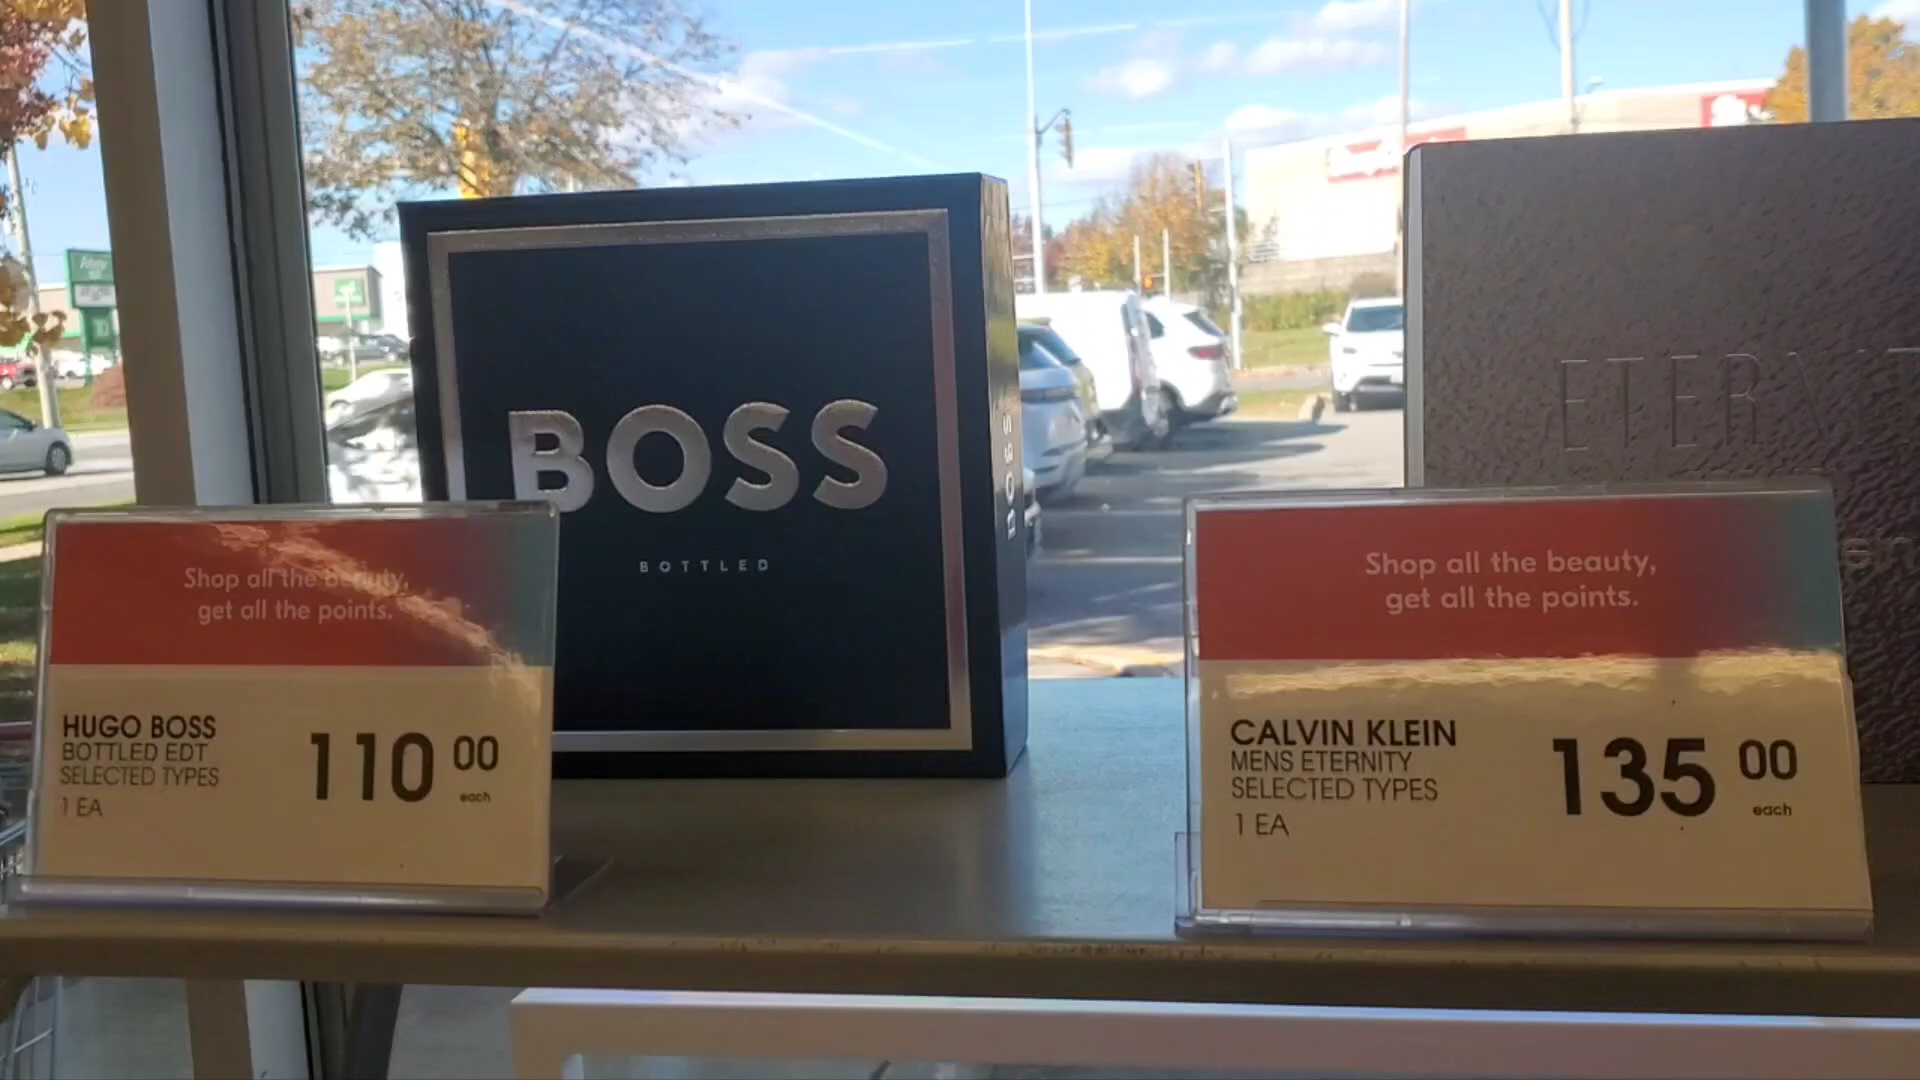 BOSS
BOTTLED
BOSS
ETERNIT
Shop all the beauty,
get all the points.
HUGO BOSS
BOTTLED EDT
SELECTED TYPES
1 EA
110 00
each
Shop all the beauty,
get all the points.
CALVIN KLEIN
MENS ETERNITY
SELECTED TYPES
1 EA
135 00
each